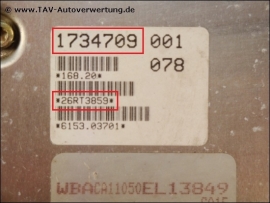 © www.TAV-Autoverwertung.de
1734709 001
078
*168.20*
*26RT3859*
*6153.03701*
WBACA11050EL13849